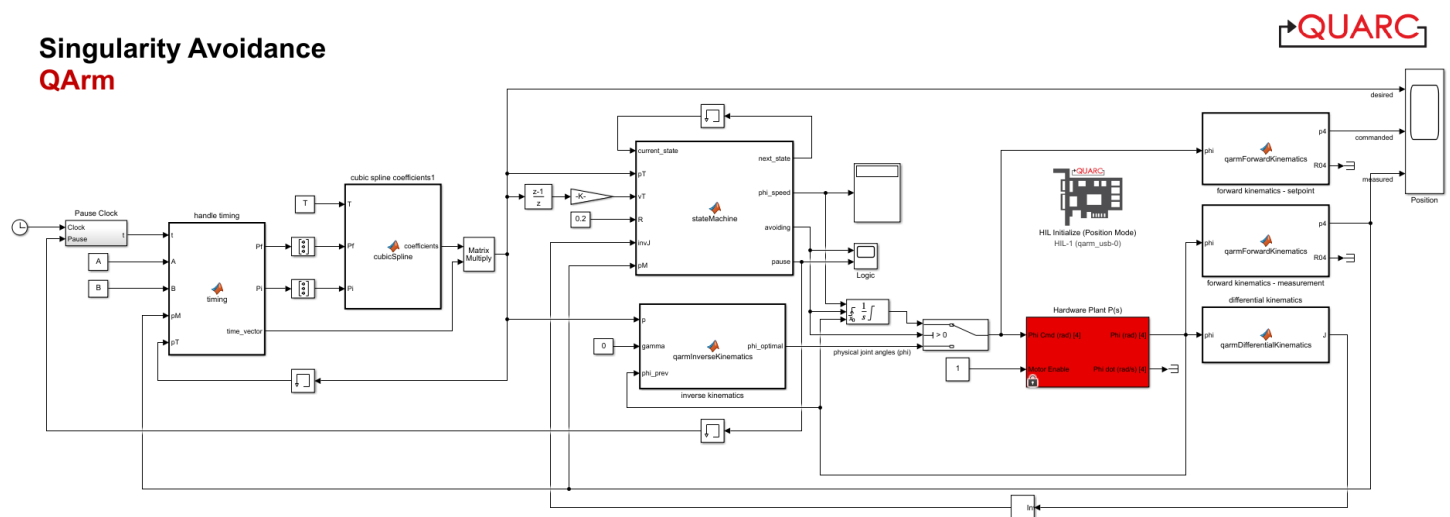 Singularity Avoidance
QArm
QUARC
desired
commanded
measured
Position
Pause Clock
Clock
Pause
t
A
B
handle timing
t
A
B
pM
pT
Pf
Pi
time_vector
timing
cubic spline coefficients1
T
T
Pf
Pi
coefficients
cubicSpline
Matrix
Multiply
z-1
z
-K-
0.2
current_state
pT
vT
R
invJ
pM
next_state
phi_speed
avoiding
pause
stateMachine
Logic
0
p
gamma
phi_prev
phi_optimal
qarmInverseKinematics
inverse kinematics
1
s
x0
physical joint angles (phi)
> 0
1
QUARC
HIL Initialize (Position Mode)
HIL-1 (qarm_usb-0)
Hardware Plant P(s)
Phi Cmd (rad) [4]
Motor Enable
Phi (rad) [4]
Phi dot (rad/s) [4]
phi
p4
R04
qarmForwardKinematics
forward kinematics - setpoint
phi
p4
R04
qarmForwardKinematics
forward kinematics - measurement
differential kinematics
phi
J
qarmDifferentialKinematics
In